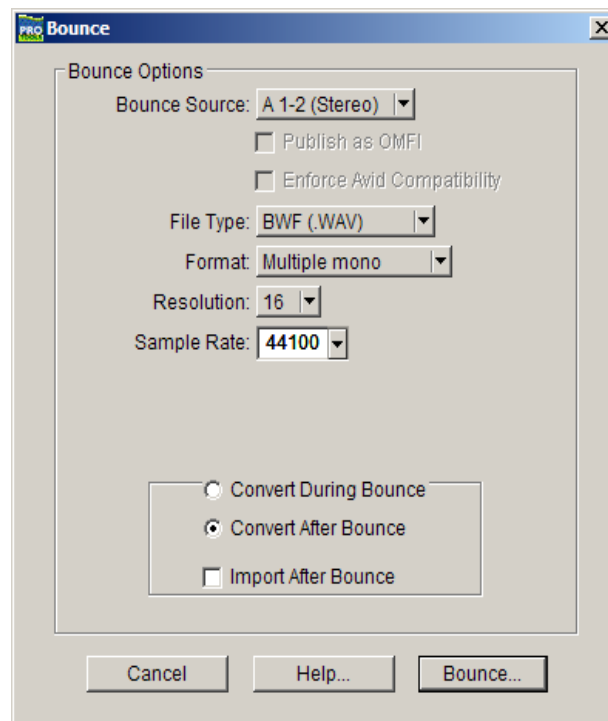 PRO TOOLS Bounce
Bounce Options
Bounce Source: A 1-2 (Stereo)
Publish as OMFI
Enforce Avid Compatibility
File Type: BWF (.WAV)
Format: Multiple mono
Resolution: 16
Sample Rate: 44100
Convert During Bounce
Convert After Bounce
Import After Bounce
Cancel Help... Bounce...